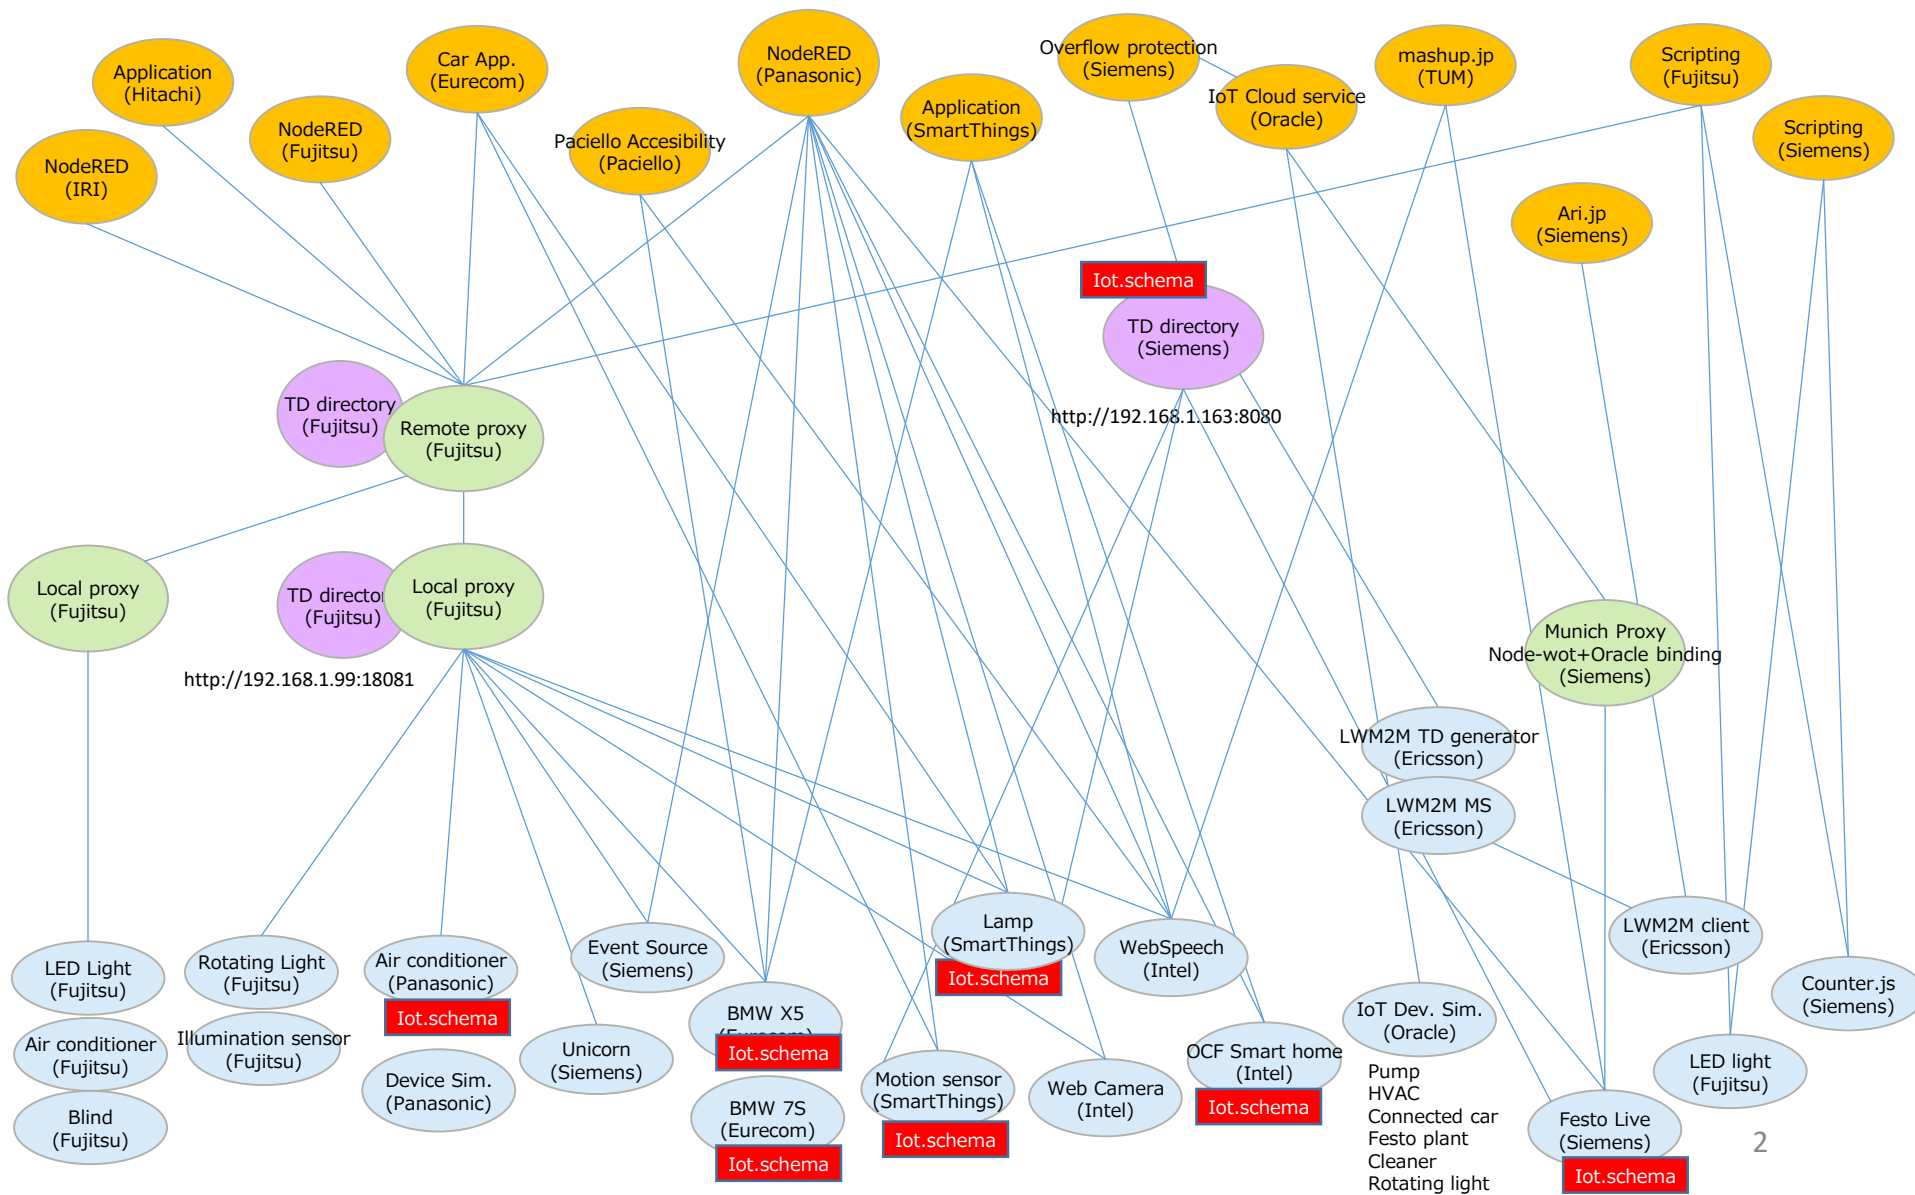 Application
(Hitachi)
Car App.
(Eurecom)
NodeRED
(Panasonic)
Overflow protection
(Siemens)
mashup.jp
(TUM)
Scripting
(Fujitsu)
NodeRED
(Fujitsu)
Paciello Accesibility
(Paciello)
Application
(SmartThings)
IoT Cloud service
(Oracle)
Scripting
(Siemens)
NodeRED
(IRI)
Ari.jp
(Siemens)
Iot.schema
TD directory
(Siemens)
http://192.168.1.163:8080
TD directory
(Fujitsu)
Remote proxy
(Fujitsu)
Local proxy
(Fujitsu)
TD director
(Fujitsu)
Local proxy
(Fujitsu)
http://192.168.1.99:18081
Munich Proxy
Node-wot+Oracle binding
(Siemens)
LWM2M TD generator
(Ericsson)
LWM2M MS
(Ericsson)
LED Light
(Fujitsu)
Rotating Light
(Fujitsu)
Air conditioner
(Panasonic)
Iot.schema
Event Source
(Siemens)
Lamp
(SmartThings)
Iot.schema
WebSpeech
(Intel)
LWM2M client
(Ericsson)
Counter.js
(Siemens)
Air conditioner
(Fujitsu)
Illumination sensor
(Fujitsu)
Device Sim.
(Panasonic)
Unicorn
(Siemens)
BMW X5
(Eurecom)
Iot.schema
BMW 7S
(Eurecom)
Iot.schema
Motion sensor
(SmartThings)
Iot.schema
Web Camera
(Intel)
OCF Smart home
(Intel)
Iot.schema
IoT Dev. Sim.
(Oracle)
Pump
HVAC
Connected car
Festo plant
Cleaner
Rotating light
LED light
(Fujitsu)
Festo Live
(Siemens)
Iot.schema
Blind
(Fujitsu)
2